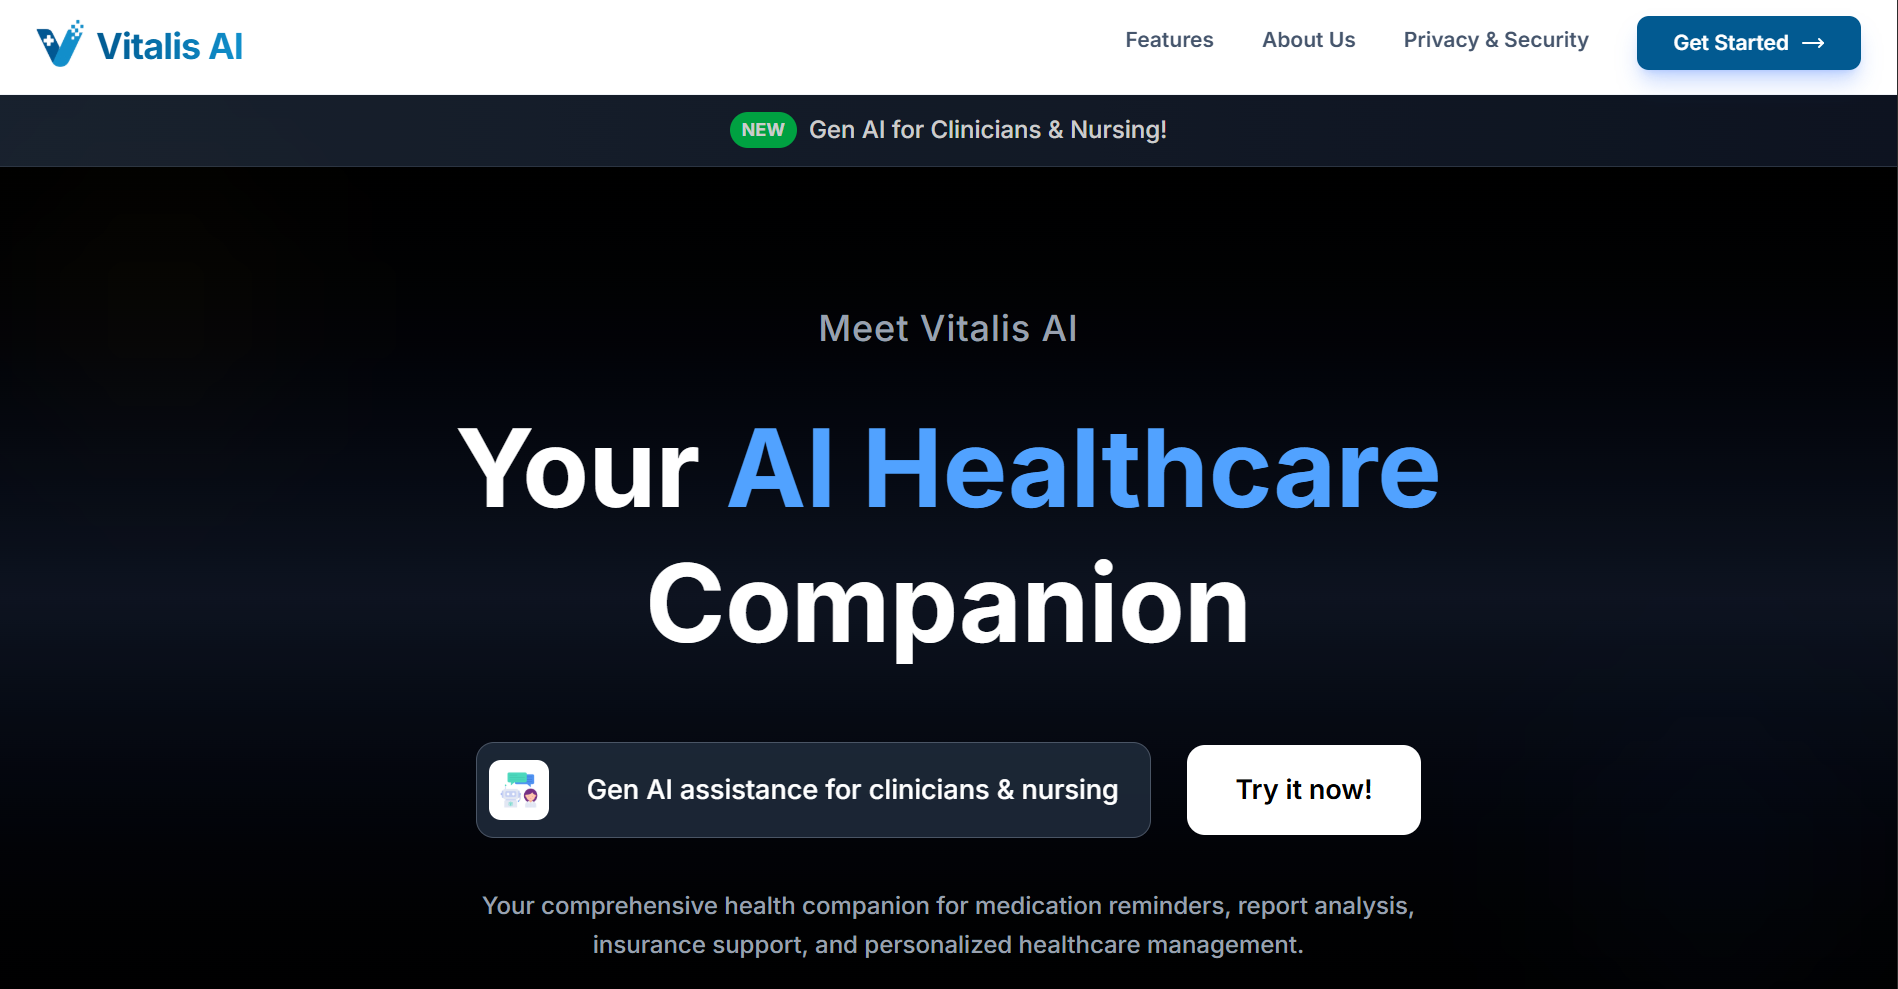 Vitalis AI
Features
About Us
Privacy & Security
Get Started
NEW Gen AI for Clinicians & Nursing!
Meet Vitalis AI
Your AI Healthcare
Companion
Gen AI assistance for clinicians & nursing
Try it now!
Your comprehensive health companion for medication reminders, report analysis,
insurance support, and personalized healthcare management.